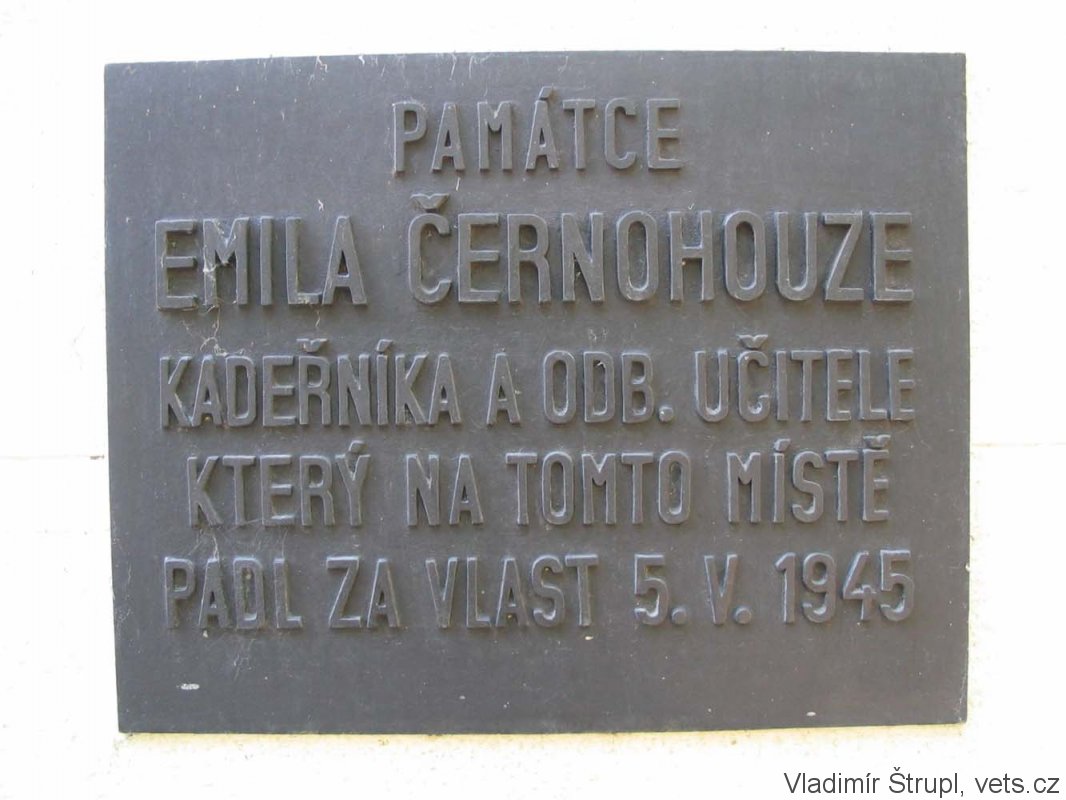 PAMÁTCE
EMILA ČERNOHOUZE
KADEŘNÍKA A ODB. UČITELE
KTERÝ NA TOMTO MÍSTĚ
PADL ZA VLAST 5. V. 1945
Vladimír Štrupl, vets.cz